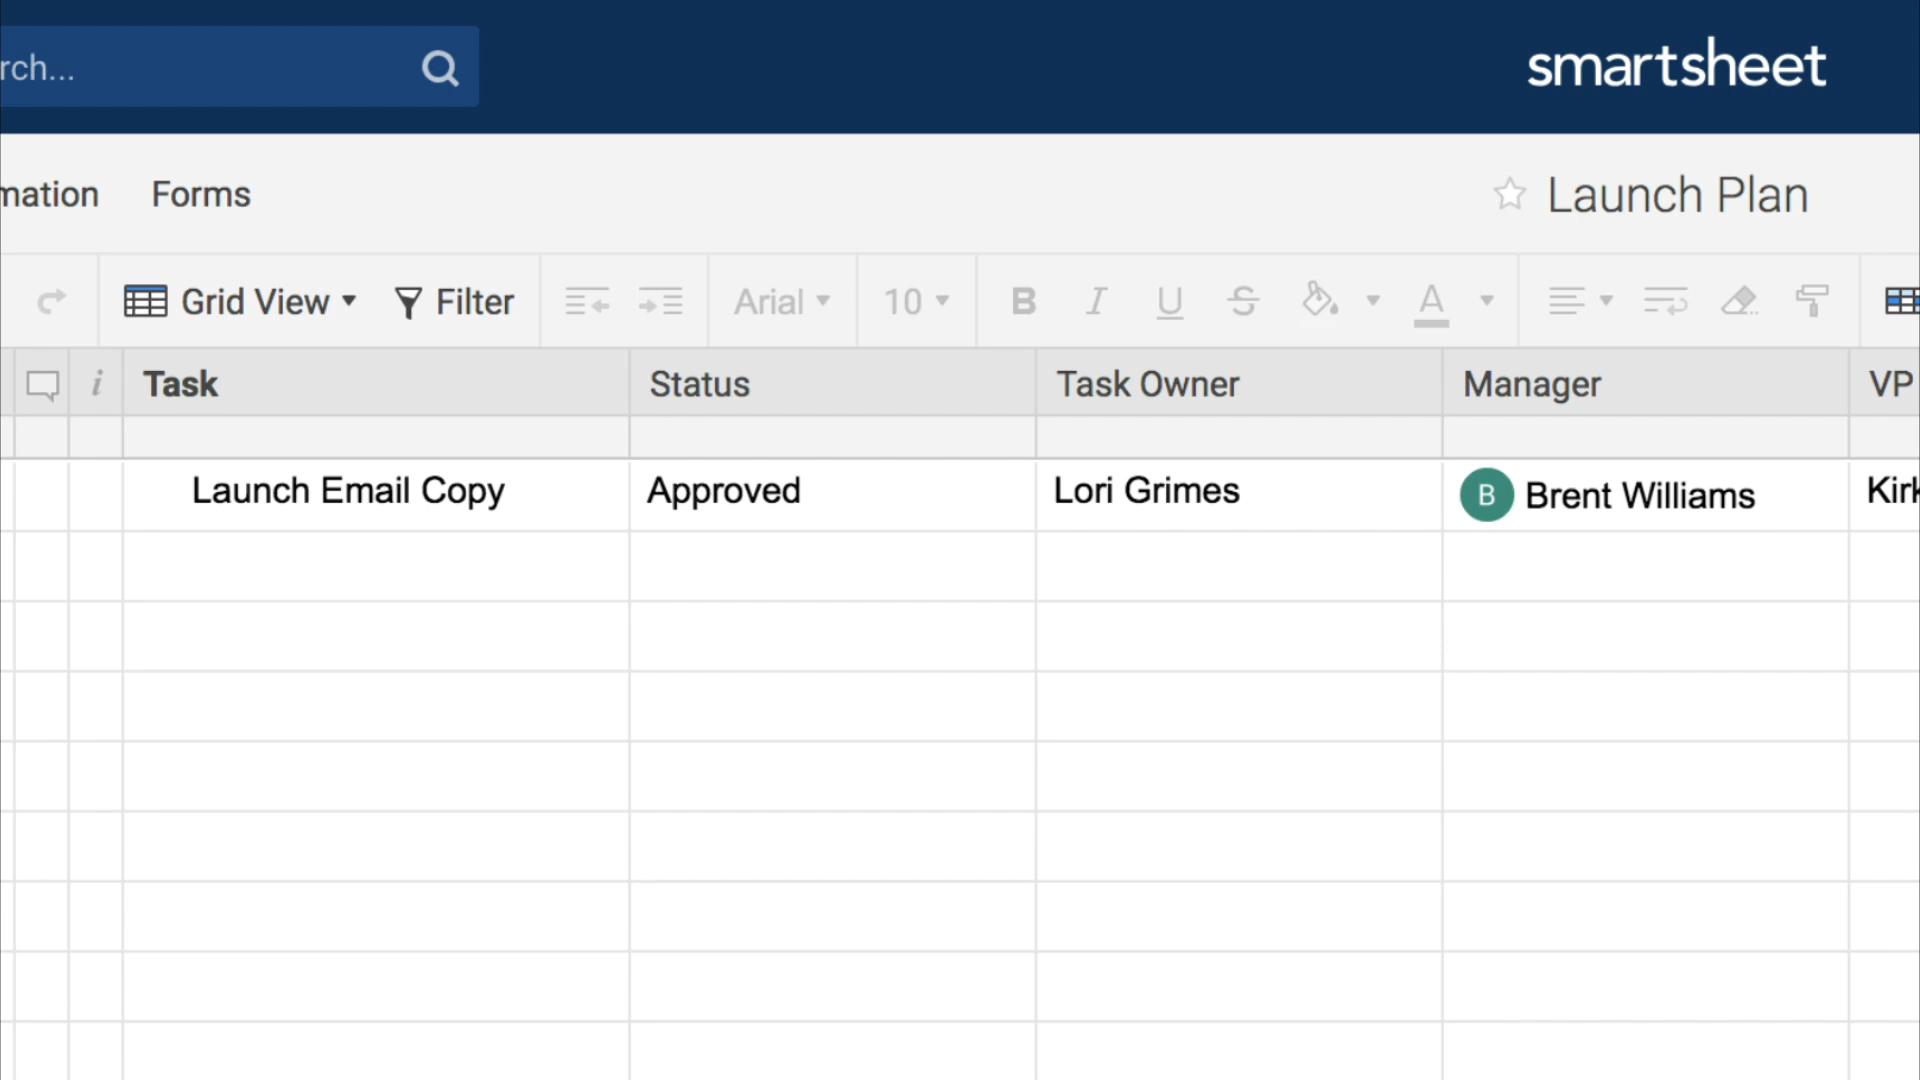 rch...
smartsheet
mation Forms
Launch Plan
Grid View Filter Arial 10 B I U S A
i Task Status Task Owner Manager VP
Launch Email Copy Approved Lori Grimes B Brent Williams Kirk